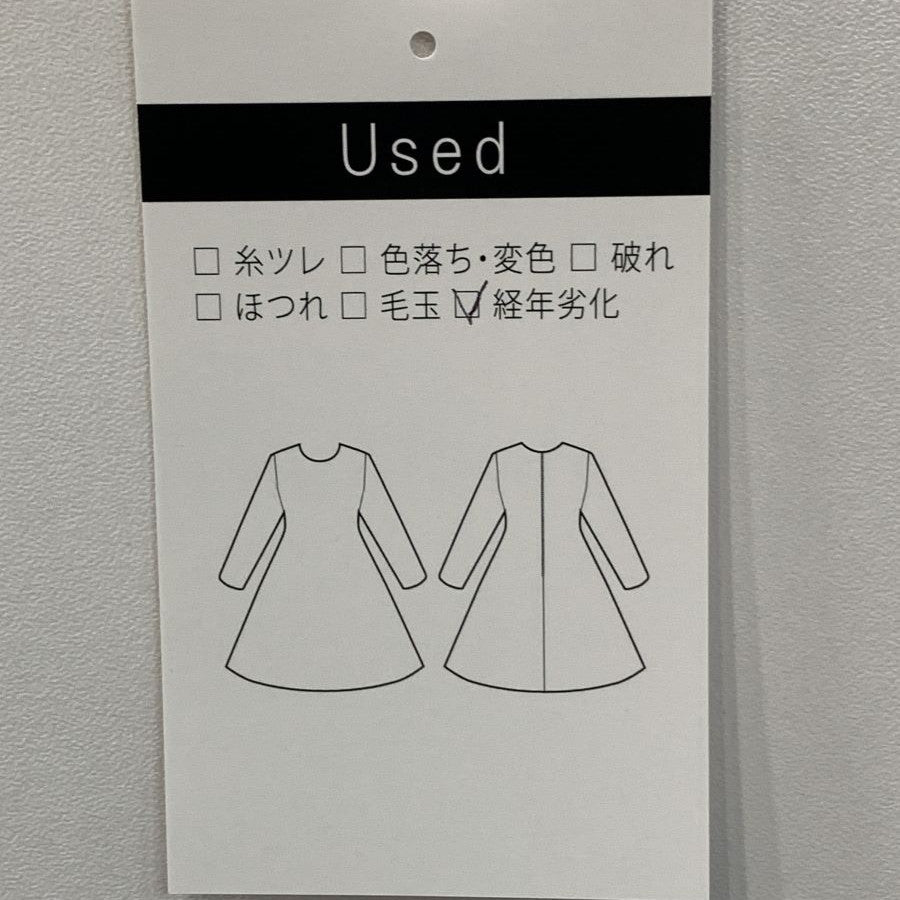 Used
□ 糸ツレ □ 色落ち・変色 □ 破れ
□ ほつれ □ 毛玉 ☑ 経年劣化